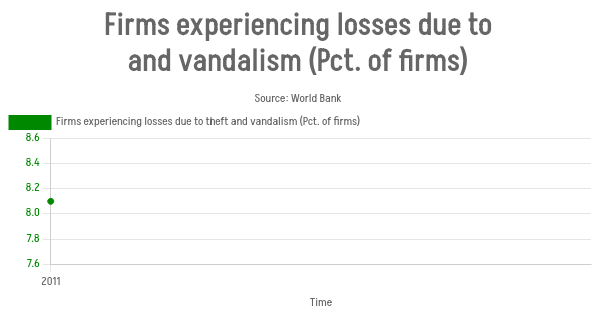 Firms experiencing losses due to
and vandalism (Pct. of firms)
Source: World Bank
Firms experiencing losses due to theft and vandalism (Pct. of firms)
8.6
8.4
8.2
8.0
7.8
7.6
2011
Time